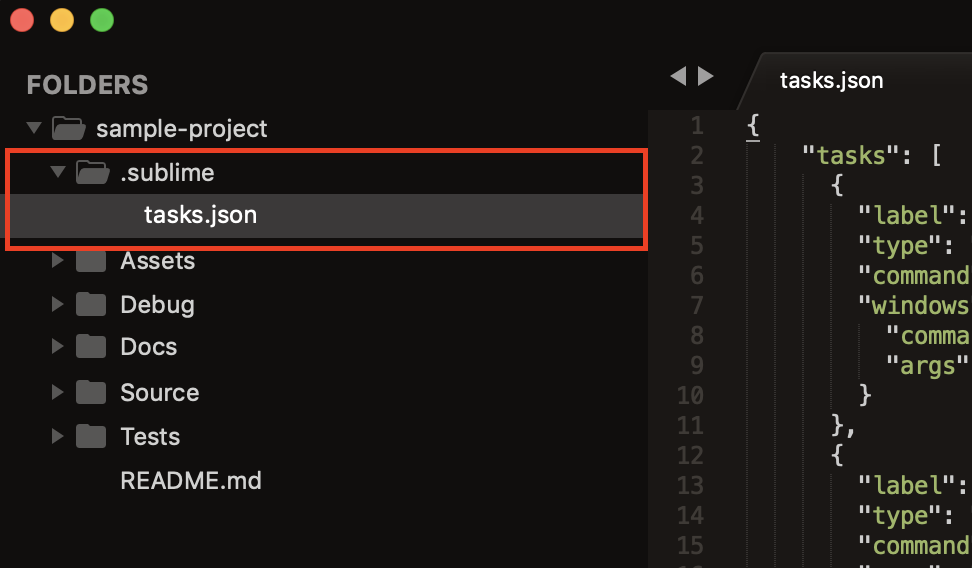 FOLDERS
sample-project
.sublime
tasks.json
Assets
Debug
Docs
Source
Tests
README.md
tasks.json
1 {
2 "tasks": [
3 {
4 "label":
5 "type":
6 "command
7 "windows
8 "comma
9 "args"
10 }
11 },
12 {
13 "label":
14 "type":
15 "command